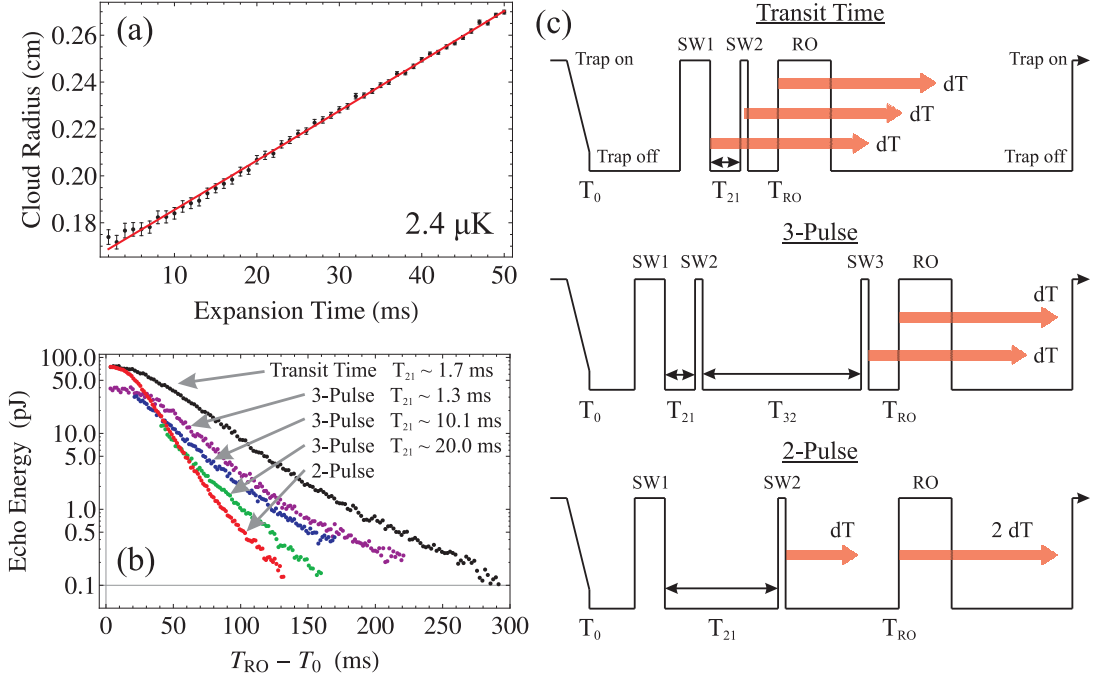 (a)
Cloud Radius (cm)
0.26
0.24
0.22
0.20
0.18
2.4 μK
10 20 30 40 50
Expansion Time (ms)
(b)
Echo Energy (pJ)
100.0
50.0
10.0
5.0
1.0
0.5
0.1
Transit Time T21 ~ 1.7 ms
3-Pulse T21 ~ 1.3 ms
3-Pulse T21 ~ 10.1 ms
3-Pulse T21 ~ 20.0 ms
2-Pulse
0 50 100 150 200 250 300
TRO – T0 (ms)
(c)
Transit Time
SW1 SW2 RO
Trap on Trap on
dT
dT
dT
Trap off Trap off
T0 T21 TRO
3-Pulse
SW1 SW2 SW3 RO
dT
dT
T0 T21 T32 TRO
2-Pulse
SW1 SW2 RO
dT 2 dT
T0 T21 TRO